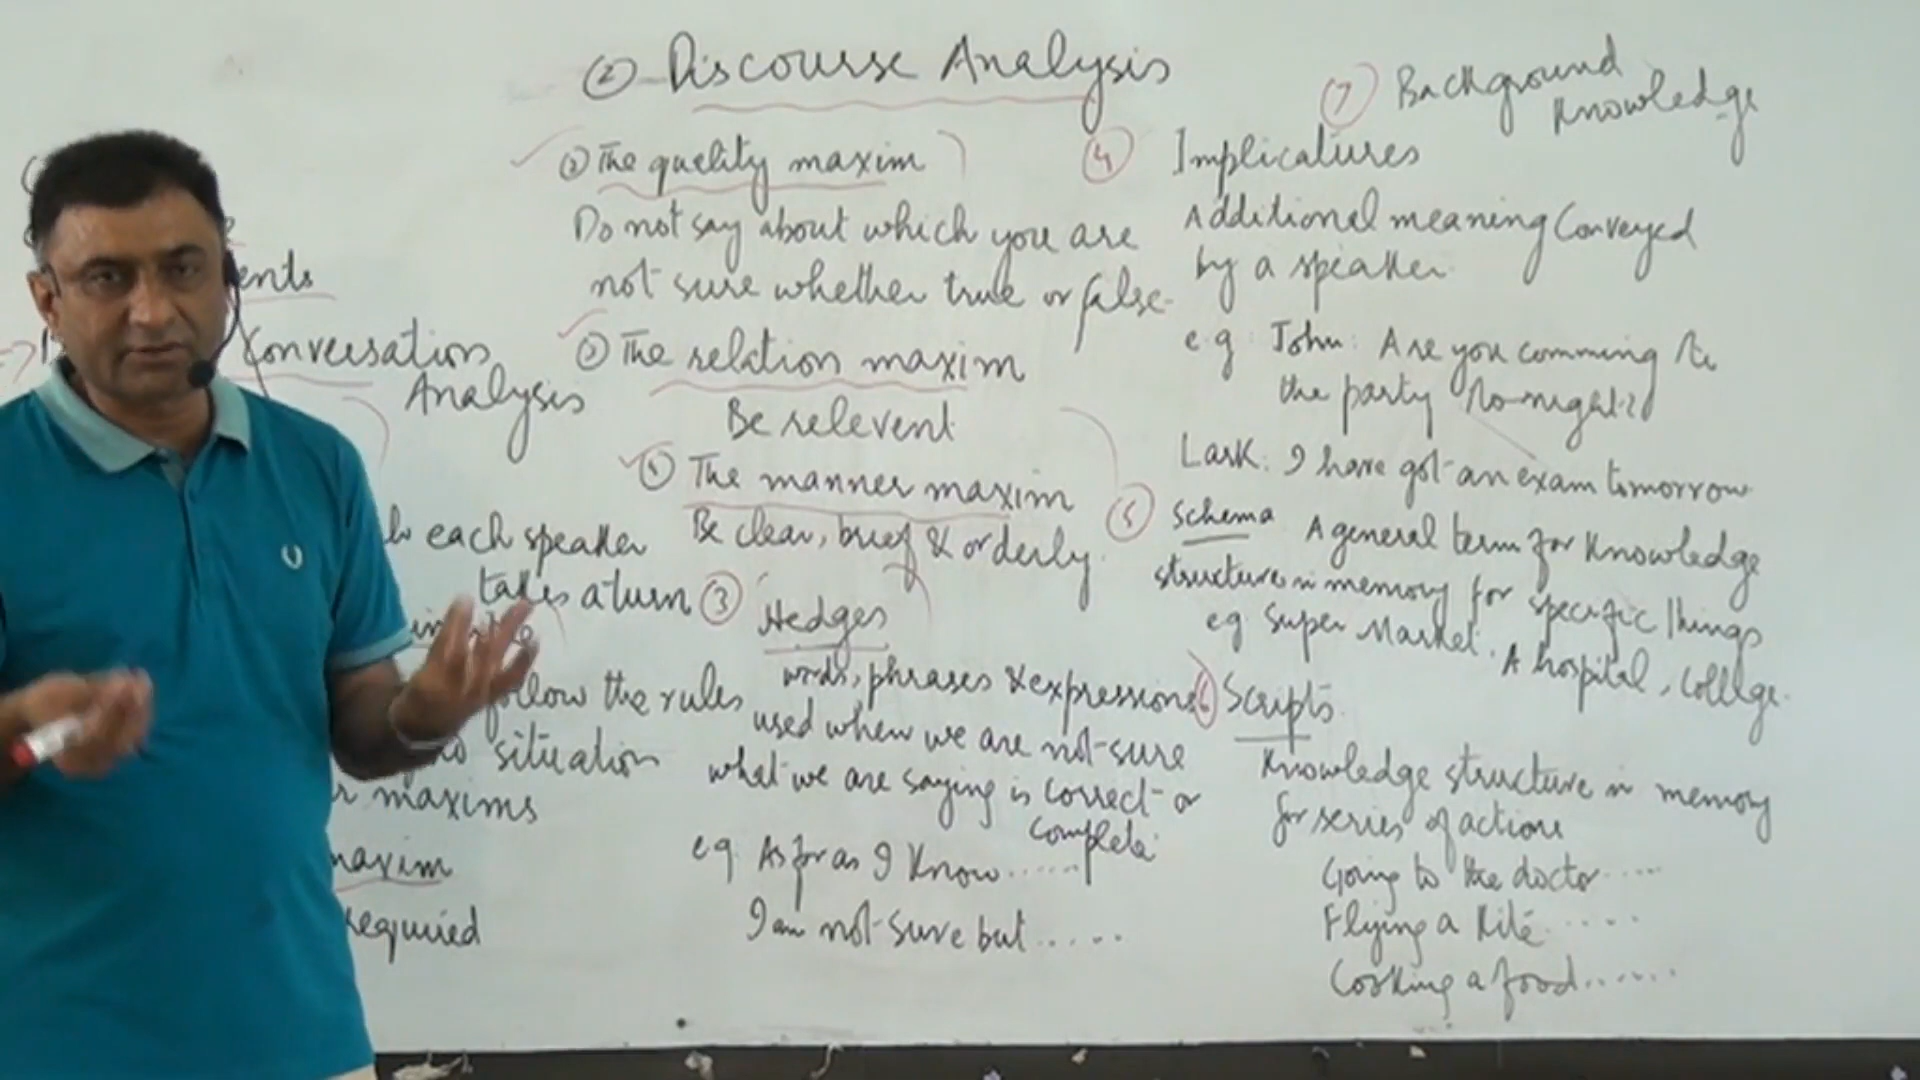 ② Discourse Analysis
ents
Conversation
Analysis
each speaker
takes a turn
follow the rules
situation
maxims
maxim
required
② The quality maxim
Do not say about which you are
not sure whether true or false.
③ The relation maxim
Be relevent
The manner maxim
Be clear, brief & orderly.
③ Hedges
words, phrases & expressions
used when we are not sure
what we are saying is correct or
complete
eg. As for as I know......
I am not sure but.....
④ Implicatures
Additional meaning conveyed
by a speaker
e g John: Are you comming to
the party to-night?
Lark: I have got an exam tomorrow
⑤ Schema A general term for knowledge
structure in memory for specific things
eg Super Market. A hospital, College.
⑥ Scripts
Knowledge structure in memory
for series of actions
Going to the doctor....
Flying a kite.....
Cooking a food......
⑦ Background
Knowledge